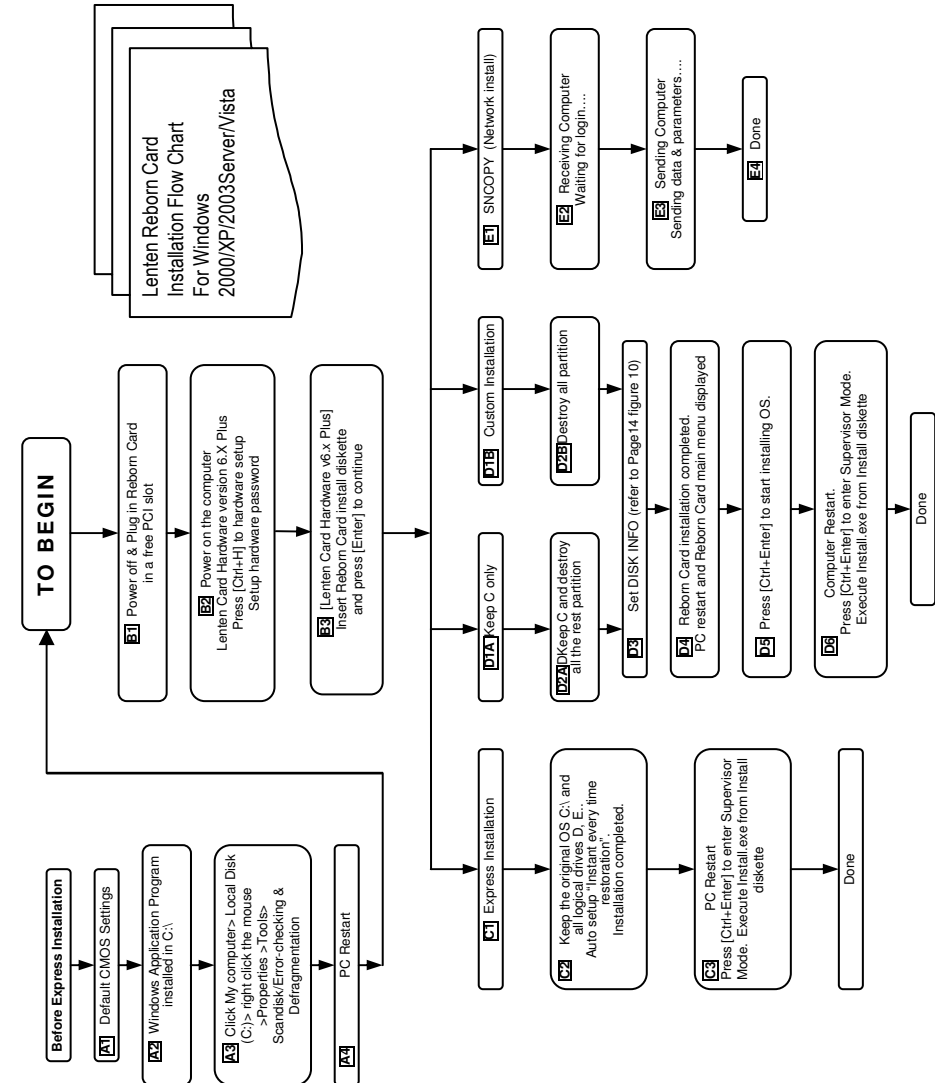 Lenten Reborn Card
Installation Flow Chart
For Windows
2000/XP/2003Server/Vista
Before Express Installation
A1 Default CMOS Settings
A2 Windows Application Program
installed in C:\
A3 Click My computer> Local Disk
(C:)> right click the mouse
>Properties >Tools>
Scandisk/Error-checking &
Defragmentation
A4 PC Restart
TO BEGIN
B1 Power off & Plug in Reborn Card
in a free PCI slot
B2 Power on the computer
Lenten Card Hardware version 6.X Plus
Press [Ctrl+H] to hardware setup
Setup hardware password
B3 [Lenten Card Hardware v6.x Plus]
Insert Reborn Card install diskette
and press [Enter] to continue
C1 Express Installation
C2 Keep the original OS C:\ and
all logical drives D, E..
Auto setup "Instant every time
restoration".
Installation completed.
C3 PC Restart
Press [Ctrl+Enter] to enter Supervisor
Mode. Execute Install.exe from Install
diskette
Done
D1A Keep C only
D2A DKeep C and destroy
all the rest partition
D1B Custom Installation
D2B Destroy all partition
D3 Set DISK INFO (refer to Page14 figure 10)
D4 Reborn Card installation completed.
PC restart and Reborn Card main menu displayed
D5 Press [Ctrl+Enter] to start installing OS.
D6 Computer Restart.
Press [Ctrl+Enter] to enter Supervisor Mode.
Execute Install.exe from Install diskette
Done
E1 SNCOPY (Network install)
E2 Receiving Computer
Waiting for login....
E3 Sending Computer
Sending data & parameters....
E4 Done